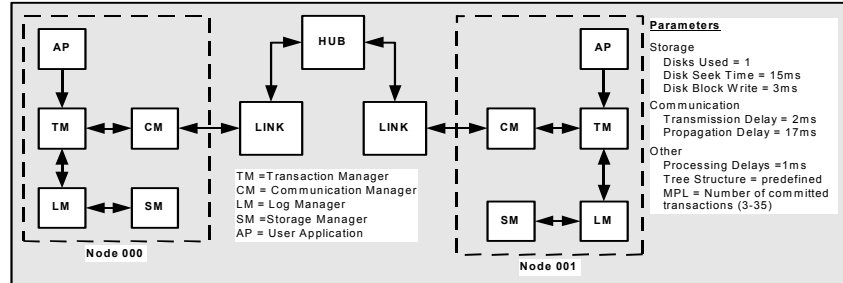 AP
TM
CM
LM
SM
Node 000
HUB
LINK
LINK
TM =Transaction Manager
CM = Communication Manager
LM = Log Manager
SM = Storage Manager
AP = User Application
AP
CM
TM
SM
LM
Node 001
Parameters
Storage
Disks Used = 1
Disk Seek Time = 15ms
Disk Block Write = 3ms
Communication
Transmission Delay = 2ms
Propagation Delay = 17ms
Other
Processing Delays =1ms
Tree Structure = predefined
MPL = Number of committed
transactions (3-35)